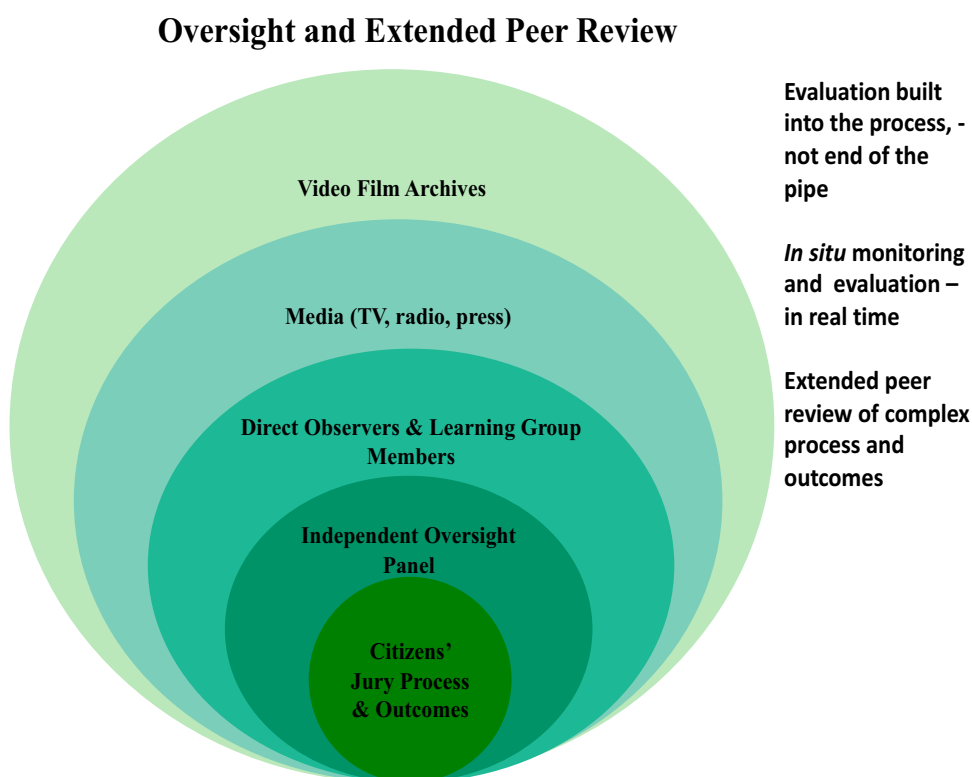 Oversight and Extended Peer Review
Video Film Archives
Media (TV, radio, press)
Direct Observers & Learning Group
Members
Independent Oversight
Panel
Citizens’
Jury Process
& Outcomes
Evaluation built
into the process, -
not end of the
pipe
In situ monitoring
and evaluation –
in real time
Extended peer
review of complex
process and
outcomes